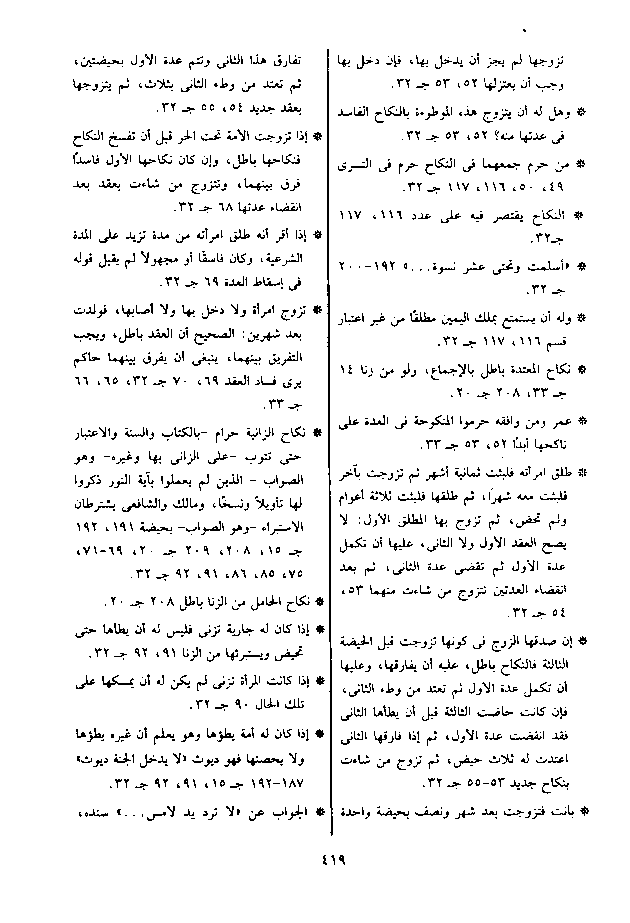 تزوجها لم يجز أن يدخل بها، فإن دخل بها
وجب أن يعتزلها ٥٢، ٥٣ جـ ٣٢.
* وهل له أن يتزوج هذه الموطوءة بالنكاح الفاسد
فى عدتها منه؟ ٥٢، ٥٣ جـ ٣٢.
* من حرم جمعهما فى النكاح حرم فى التسرى
٤٩، ٥٠، ١١٦، ١١٧ جـ ٣٢.
* النكاح يقتصر فيه على عدد ١١٦، ١١٧
جـ٣٢.
* «أسلمت وتحتى عشر نسوة...» ١٩٢-٢٠٠
جـ ٣٢.
* وله أن يستمتع بملك اليمين مطلقًا من غير اعتبار
قسم ١١٦، ١١٧ جـ ٣٢.
* نكاح المعتدة باطل بالإجماع، ولو من زنا ١٤
جـ ٣٣، ٢٠٨ جـ ٢٠.
* عمر ومن وافقه حرموا المنكوحة فى العدة على
ناكحها أبدًا ٥٢، ٥٣ جـ ٣٣.
* طلق امرأته فلبثت ثمانية أشهر ثم تزوجت بآخر
فلبثت معه شهرًا، ثم طلقها فلبثت ثلاثة أعوام
ولم تحض، ثم تزوج بها المطلق الأول: لا
يصح العقد الأول ولا الثانى، عليها أن تكمل
عدة الأول ثم تقضى عدة الثانى، ثم بعد
انقضاء العدتين تتزوج من شاءت منهما ٥٣،
٥٤ جـ ٣٢.
* إن صدقها الزوج فى كونها تزوجت قبل الحيضة
الثالثة فالنكاح باطل، عليه أن يفارقها، وعليها
أن تكمل عدة الأول ثم تعتد من وطء الثانى،
فإن كانت حاضت الثالثة قبل أن يطأها الثانى
فقد انقضت عدة الأول، ثم إذا فارقها الثانى
اعتدت له ثلاث حيض، ثم تزوج من شاءت
بنكاح جديد ٥٣-٥٥ جـ ٣٢.
* بانت فتزوجت بعد شهر ونصف بحيضة واحدة
تفارق هذا الثانى وتتم عدة الأول بحيضتين،
ثم تعتد من وطء الثانى بثلاث، ثم يتزوجها
بعقد جديد ٥٤، ٥٥ جـ ٣٢.
* إذا تزوجت الأمة تحت الحر قبل أن تفسخ النكاح
فنكاحها باطل، وإن كان نكاحها الأول فاسدًا
فرق بينهما، وتتزوج من شاءت بعقد بعد
انقضاء عدتها ٦٨ جـ ٣٢.
* إذا أقر أنه طلق امرأته من مدة تزيد على المدة
الشرعية، وكان فاسقًا أو مجهولاً لم يقبل قوله
فى إسقاط العدة ٦٩ جـ ٣٢.
* تزوج امرأة ولا دخل بها ولا أصابها، فولدت
بعد شهرين: الصحيح أن العقد باطل، ويجب
التفريق بينهما، ينبغى أن يفرق بينهما حاكم
يرى فساد العقد ٦٩، ٧٠ جـ ٣٢، ٦٥، ٦٦
جـ ٣٣.
* نكاح الزانية حرام -بالكتاب والسنة والاعتبار
حتى تتوب -على الزانى بها وغيره- وهو
الصواب - الذين لم يعملوا بآية النور ذكروا
لها تأويلاً ونسخًا، ومالك والشافعى يشترطان
الاستبراء -وهو الصواب- بحيضة ١٩١، ١٩٢
جـ ١٥، ٢٠٨، ٢٠٩ جـ ٢٠، ٦٩-٧١،
٧٥، ٨٥، ٨٦، ٩١، ٩٢ جـ ٣٢.
* نكاح الحامل من الزنا باطل ٢٠٨ جـ ٢٠.
* إذا كان له جارية تزنى فليس له أن يطأها حتى
تحيض ويستبرئها من الزنا ٩١، ٩٢ جـ ٣٢.
* إذا كانت المرأة تزنى لم يكن له أن يمسكها على
تلك الحال ٩٠ جـ ٣٢.
* إذا كان له أمة يطؤها وهو يعلم أن غيره يطؤها
ولا يحصنها فهو ديوث «لا يدخل الجنة ديوث»
١٨٧-١٩٢ جـ ١٥، ٩١، ٩٢ جـ ٣٢.
* الجواب عن «لا ترد يد لامس...» سنده،
٤١٩